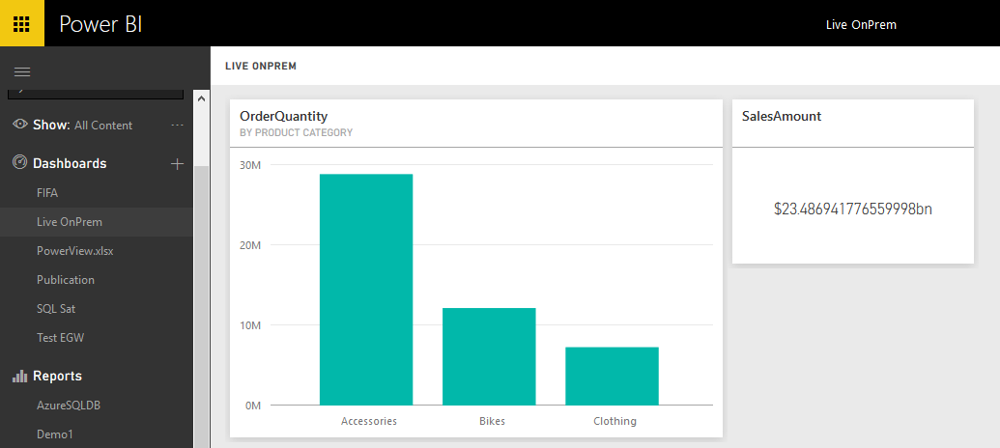 Power BI
Live OnPrem
LIVE ONPREM
Show: All Content
Dashboards
FIFA
Live OnPrem
PowerView.xlsx
Publication
SQL Sat
Test EGW
Reports
AzureSQLDB
Demo1
OrderQuantity
BY PRODUCT CATEGORY
30M
20M
10M
0M
Accessories Bikes Clothing
SalesAmount
$23.486941776559998bn